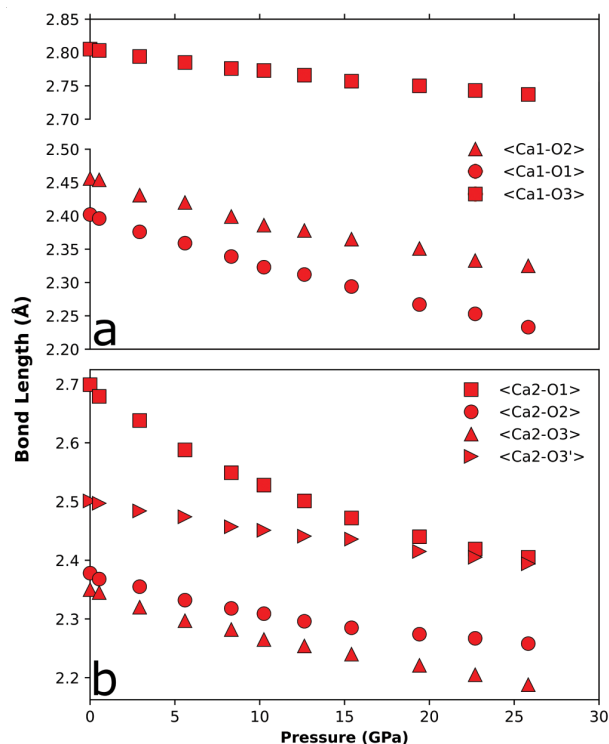 2.85
2.80
2.75
2.70
2.50
2.45
2.40
2.35
2.30
2.25
2.20
<Ca1-O2>
<Ca1-O1>
<Ca1-O3>
a
Bond Length (Å)
2.7
2.6
2.5
2.4
2.3
2.2
<Ca2-O1>
<Ca2-O2>
<Ca2-O3>
<Ca2-O3'>
b
0 5 10 15 20 25 30
Pressure (GPa)